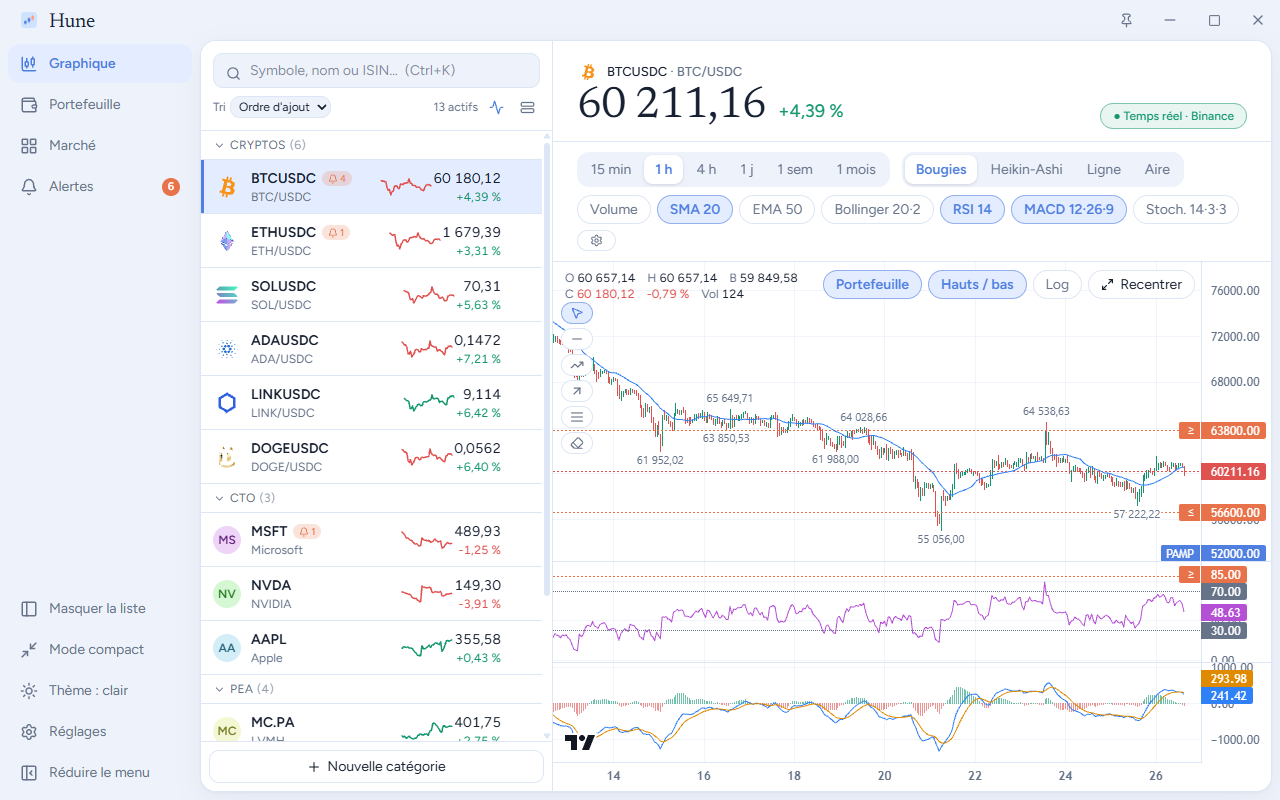 Hune
Graphique
Portefeuille
Marché
Alertes
6
Masquer la liste
Mode compact
Thème : clair
Réglages
Réduire le menu
Symbole, nom ou ISIN… (Ctrl+K)
Tri Ordre d'ajout 13 actifs
CRYPTOS (6)
BTCUSDC 4 60 180,12
BTC/USDC +4,39 %
ETHUSDC 1 1 679,39
ETH/USDC +3,31 %
SOLUSDC 70,31
SOL/USDC +5,63 %
ADAUSDC 0,1472
ADA/USDC +7,21 %
LINKUSDC 9,114
LINK/USDC +6,42 %
DOGEUSDC 0,0562
DOGE/USDC +6,40 %
CTO (3)
MS MSFT 1 489,93
Microsoft -1,25 %
NV NVDA 149,30
NVIDIA -3,91 %
AA AAPL 355,58
Apple +0,43 %
PEA (4)
MC MC.PA 401,75
LVMH +2,75 %
+ Nouvelle catégorie
BTCUSDC · BTC/USDC
60 211,16 +4,39 %
● Temps réel · Binance
15 min 1 h 4 h 1 j 1 sem 1 mois Bougies Heikin-Ashi Ligne Aire
Volume SMA 20 EMA 50 Bollinger 20·2 RSI 14 MACD 12·26·9 Stoch. 14·3·3
O 60 657,14 H 60 657,14 B 59 849,58
C 60 180,12 -0,79 % Vol 124
Portefeuille Hauts / bas Log Recentrer
76000.00
72000.00
68000.00
65 649,71
64 028,66
64 538,63
≥ 63800.00
63 850,53
61 952,02
61 988,00
60211.16
57 222,22
≤ 56600.00
56000.00
55 056,00
PAMP 52000.00
≥ 85.00
70.00
48.63
30.00
0.00
1000.00
293.98
241.42
0.00
−1000.00
14 16 18 20 22 24 26